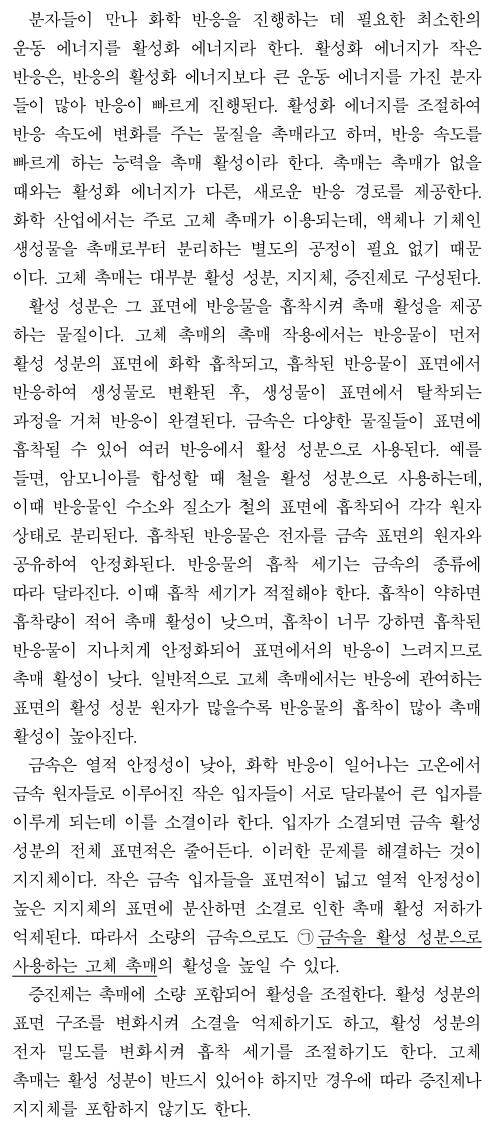 분자들이 만나 화학 반응을 진행하는 데 필요한 최소한의
운동 에너지를 활성화 에너지라 한다. 활성화 에너지가 작은
반응은, 반응의 활성화 에너지보다 큰 운동 에너지를 가진 분자
들이 많아 반응이 빠르게 진행된다. 활성화 에너지를 조절하여
반응 속도에 변화를 주는 물질을 촉매라고 하며, 반응 속도를
빠르게 하는 능력을 촉매 활성이라 한다. 촉매는 촉매가 없을
때와는 활성화 에너지가 다른, 새로운 반응 경로를 제공한다.
화학 산업에서는 주로 고체 촉매가 이용되는데, 액체나 기체인
생성물을 촉매로부터 분리하는 별도의 공정이 필요 없기 때문
이다. 고체 촉매는 대부분 활성 성분, 지지체, 증진제로 구성된다.
활성 성분은 그 표면에 반응물을 흡착시켜 촉매 활성을 제공
하는 물질이다. 고체 촉매의 촉매 작용에서는 반응물이 먼저
활성 성분의 표면에 화학 흡착되고, 흡착된 반응물이 표면에서
반응하여 생성물로 변환된 후, 생성물이 표면에서 탈착되는
과정을 거쳐 반응이 완결된다. 금속은 다양한 물질들이 표면에
흡착될 수 있어 여러 반응에서 활성 성분으로 사용된다. 예를
들면, 암모니아를 합성할 때 철을 활성 성분으로 사용하는데,
이때 반응물인 수소와 질소가 철의 표면에 흡착되어 각각 원자
상태로 분리된다. 흡착된 반응물은 전자를 금속 표면의 원자와
공유하여 안정화된다. 반응물의 흡착 세기는 금속의 종류에
따라 달라진다. 이때 흡착 세기가 적절해야 한다. 흡착이 약하면
흡착량이 적어 촉매 활성이 낮으며, 흡착이 너무 강하면 흡착된
반응물이 지나치게 안정화되어 표면에서의 반응이 느려지므로
촉매 활성이 낮다. 일반적으로 고체 촉매에서는 반응에 관여하는
표면의 활성 성분 원자가 많을수록 반응물의 흡착이 많아 촉매
활성이 높아진다.
금속은 열적 안정성이 낮아, 화학 반응이 일어나는 고온에서
금속 원자들로 이루어진 작은 입자들이 서로 달라붙어 큰 입자를
이루게 되는데 이를 소결이라 한다. 입자가 소결되면 금속 활성
성분의 전체 표면적은 줄어든다. 이러한 문제를 해결하는 것이
지지체이다. 작은 금속 입자들을 표면적이 넓고 열적 안정성이
높은 지지체의 표면에 분산하면 소결로 인한 촉매 활성 저하가
억제된다. 따라서 소량의 금속으로도 ㉠금속을 활성 성분으로
사용하는 고체 촉매의 활성을 높일 수 있다.
증진제는 촉매에 소량 포함되어 활성을 조절한다. 활성 성분의
표면 구조를 변화시켜 소결을 억제하기도 하고, 활성 성분의
전자 밀도를 변화시켜 흡착 세기를 조절하기도 한다. 고체
촉매는 활성 성분이 반드시 있어야 하지만 경우에 따라 증진제나
지지체를 포함하지 않기도 한다.